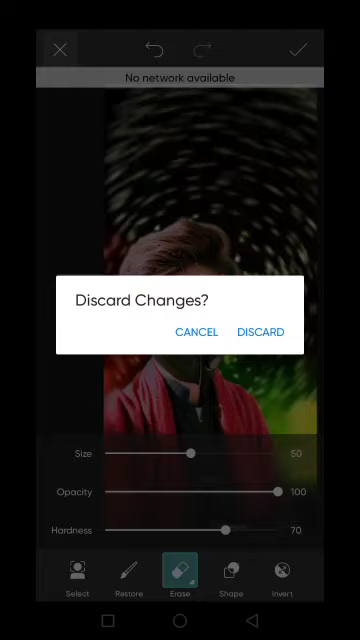 No network available
Discard Changes?
CANCEL DISCARD
Size 50
Opacity 100
Hardness 70
Select Restore Erase Shape Invert